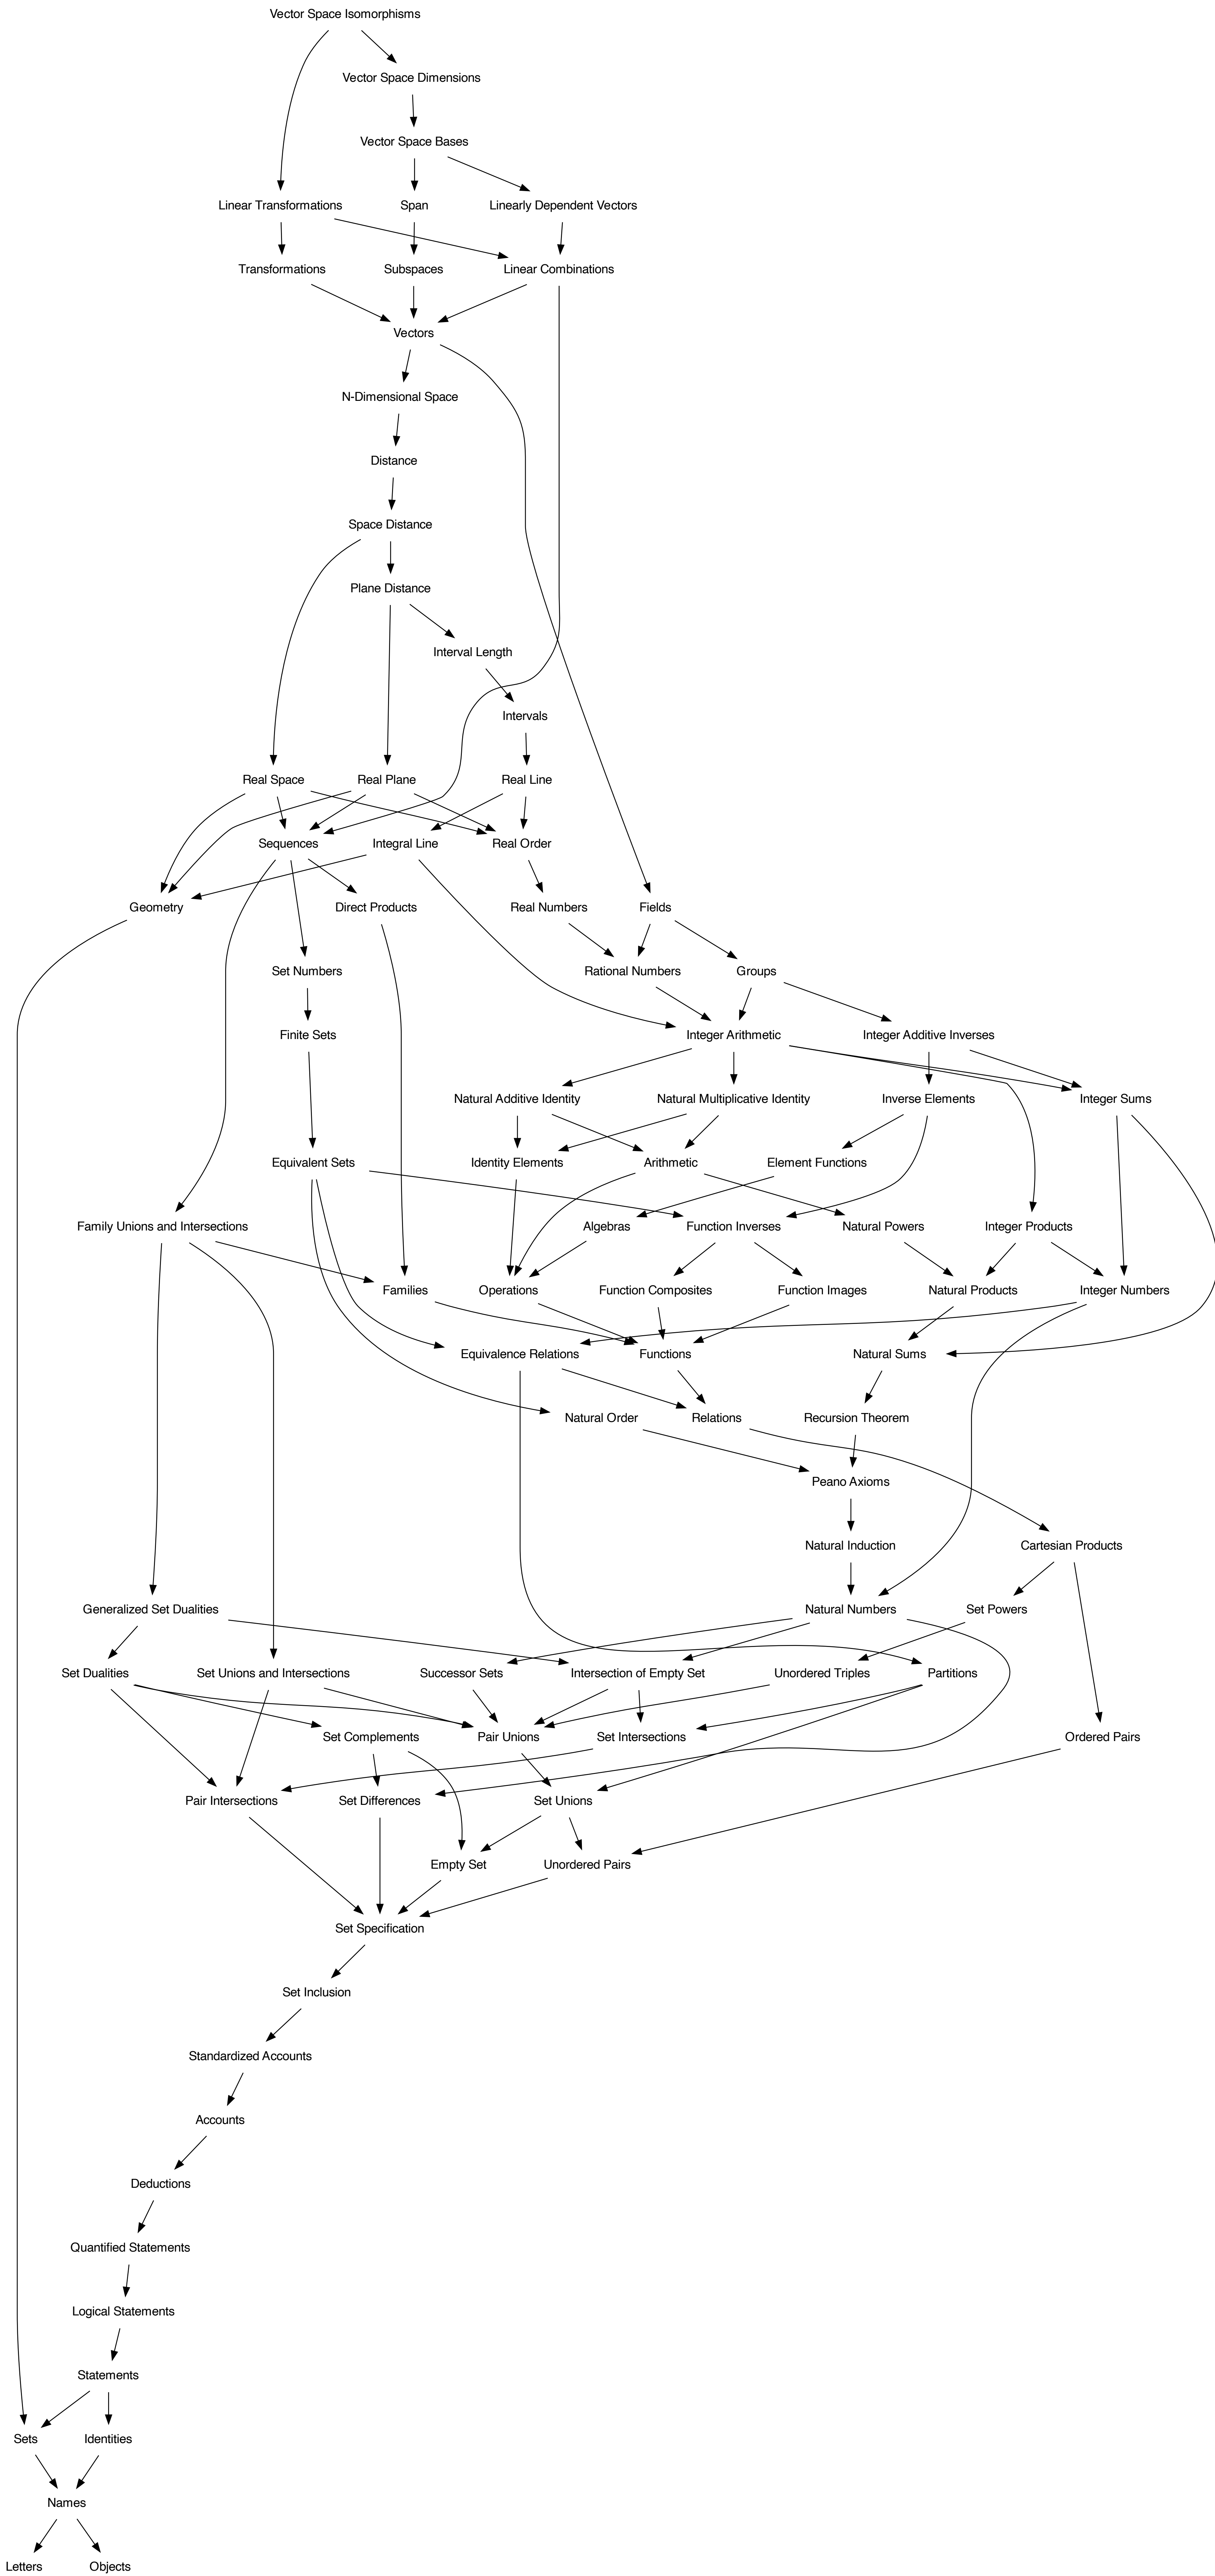 Vector Space Isomorphisms
Vector Space Dimensions
Vector Space Bases
Linear Transformations
Span
Linearly Dependent Vectors
Transformations
Subspaces
Linear Combinations
Vectors
N-Dimensional Space
Distance
Space Distance
Plane Distance
Interval Length
Intervals
Real Space
Real Plane
Real Line
Sequences
Integral Line
Real Order
Geometry
Direct Products
Real Numbers
Fields
Set Numbers
Rational Numbers
Groups
Finite Sets
Integer Arithmetic
Integer Additive Inverses
Natural Additive Identity
Natural Multiplicative Identity
Inverse Elements
Integer Sums
Equivalent Sets
Identity Elements
Arithmetic
Element Functions
Family Unions and Intersections
Algebras
Function Inverses
Natural Powers
Integer Products
Families
Operations
Function Composites
Function Images
Natural Products
Integer Numbers
Equivalence Relations
Functions
Natural Sums
Natural Order
Relations
Recursion Theorem
Peano Axioms
Natural Induction
Cartesian Products
Generalized Set Dualities
Natural Numbers
Set Powers
Set Dualities
Set Unions and Intersections
Successor Sets
Intersection of Empty Set
Unordered Triples
Partitions
Set Complements
Pair Unions
Set Intersections
Ordered Pairs
Pair Intersections
Set Differences
Set Unions
Empty Set
Unordered Pairs
Set Specification
Set Inclusion
Standardized Accounts
Accounts
Deductions
Quantified Statements
Logical Statements
Statements
Sets
Identities
Names
Letters
Objects